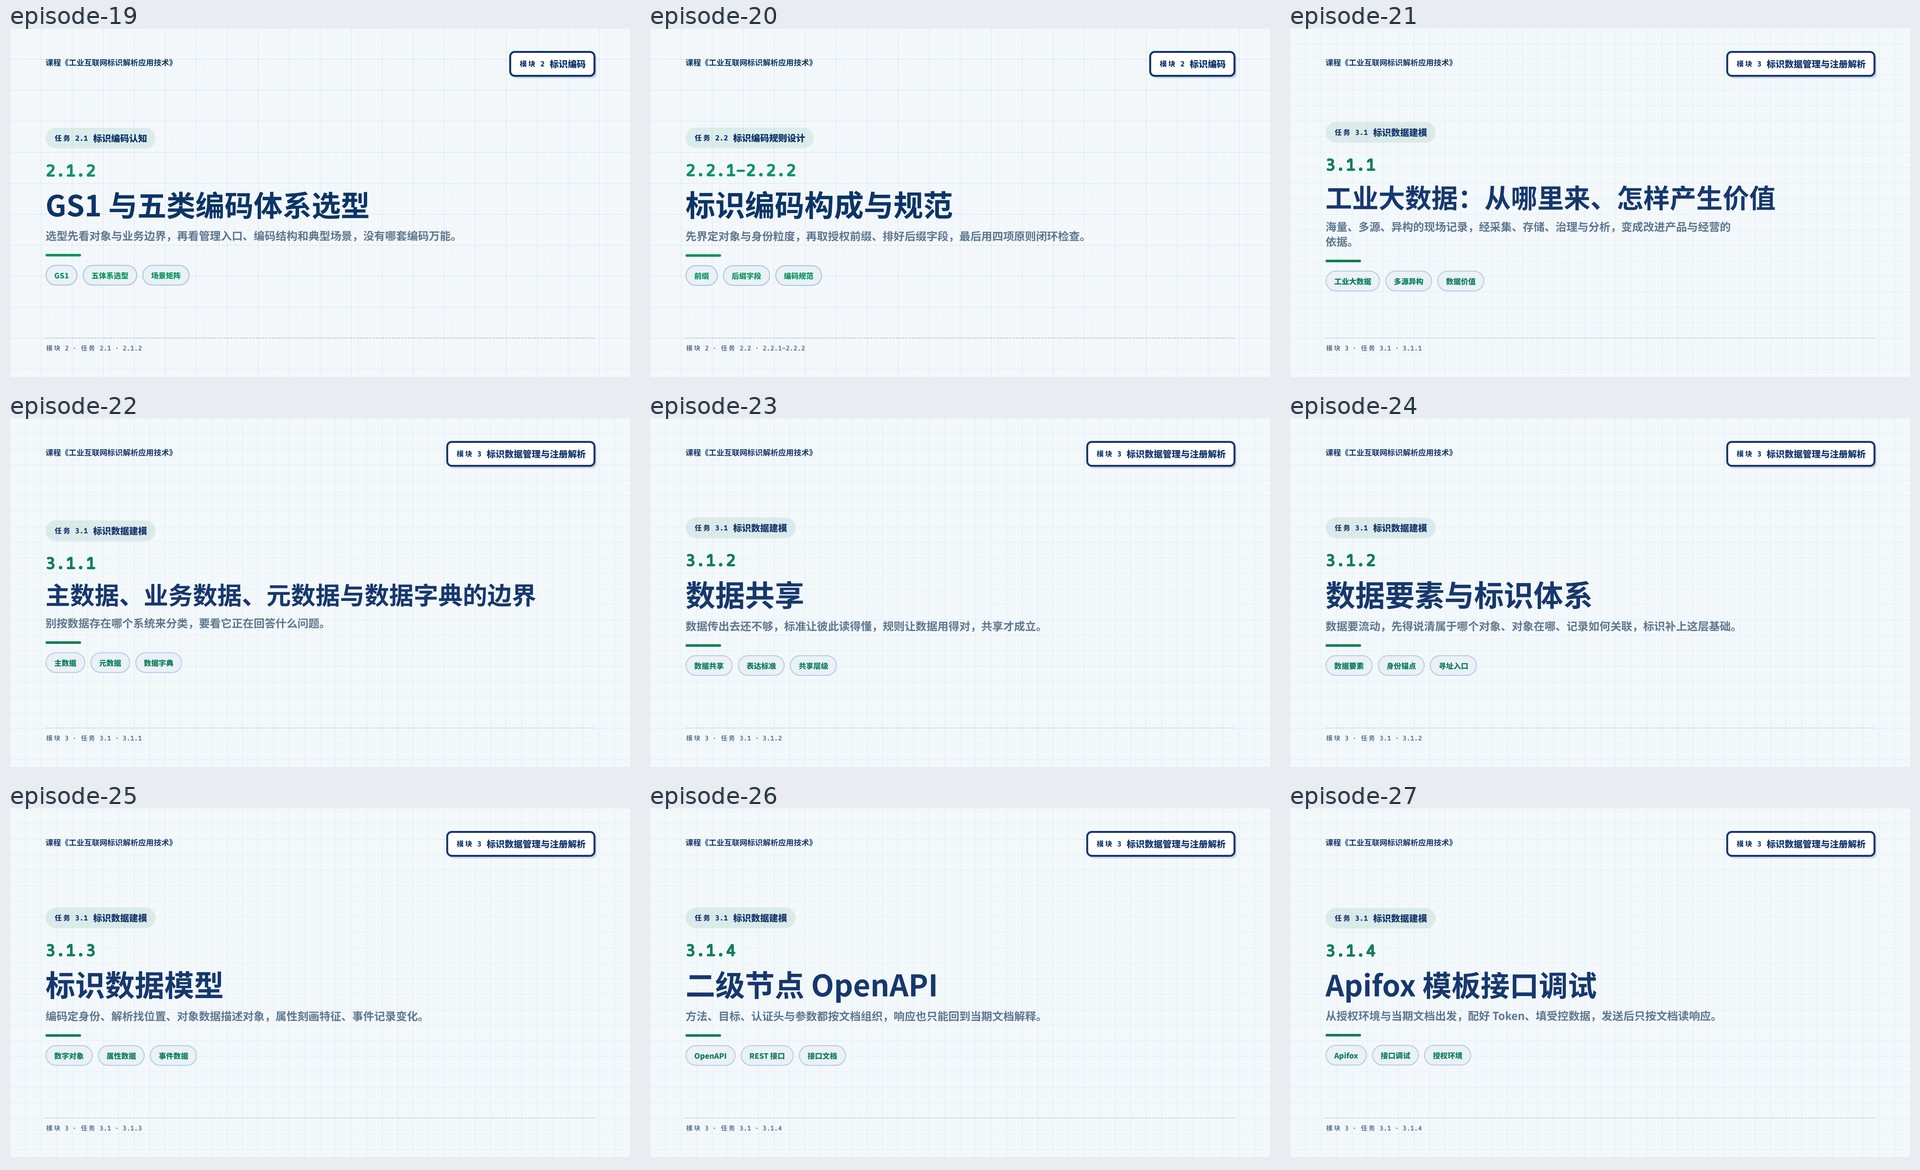 episode-19
课程《工业互联网标识解析应用技术》
模块 2 标识编码
任务 2.1 标识编码认知
2.1.2
GS1 与五类编码体系选型
选型先看对象与业务边界，再看管理入口、编码结构和典型场景，没有哪套编码万能。
GS1 五体系选型 场景矩阵
模块 2 · 任务 2.1 · 2.1.2
episode-20
课程《工业互联网标识解析应用技术》
模块 2 标识编码
任务 2.2 标识编码规则设计
2.2.1–2.2.2
标识编码构成与规范
先界定对象与身份粒度，再取授权前缀、排好后缀字段，最后用四项原则闭环检查。
前缀 后缀字段 编码规范
模块 2 · 任务 2.2 · 2.2.1–2.2.2
episode-21
课程《工业互联网标识解析应用技术》
模块 3 标识数据管理与注册解析
任务 3.1 标识数据建模
3.1.1
工业大数据：从哪里来、怎样产生价值
海量、多源、异构的现场记录，经采集、存储、治理与分析，变成改进产品与经营的
依据。
工业大数据 多源异构 数据价值
模块 3 · 任务 3.1 · 3.1.1
episode-22
课程《工业互联网标识解析应用技术》
模块 3 标识数据管理与注册解析
任务 3.1 标识数据建模
3.1.1
主数据、业务数据、元数据与数据字典的边界
别按数据存在哪个系统来分类，要看它正在回答什么问题。
主数据 元数据 数据字典
模块 3 · 任务 3.1 · 3.1.1
episode-23
课程《工业互联网标识解析应用技术》
模块 3 标识数据管理与注册解析
任务 3.1 标识数据建模
3.1.2
数据共享
数据传出去还不够，标准让彼此读得懂，规则让数据用得对，共享才成立。
数据共享 表达标准 共享层级
模块 3 · 任务 3.1 · 3.1.2
episode-24
课程《工业互联网标识解析应用技术》
模块 3 标识数据管理与注册解析
任务 3.1 标识数据建模
3.1.2
数据要素与标识体系
数据要流动，先得说清属于哪个对象、对象在哪、记录如何关联，标识补上这层基础。
数据要素 身份锚点 寻址入口
模块 3 · 任务 3.1 · 3.1.2
episode-25
课程《工业互联网标识解析应用技术》
模块 3 标识数据管理与注册解析
任务 3.1 标识数据建模
3.1.3
标识数据模型
编码定身份、解析找位置、对象数据描述对象，属性刻画特征、事件记录变化。
数字对象 属性数据 事件数据
模块 3 · 任务 3.1 · 3.1.3
episode-26
课程《工业互联网标识解析应用技术》
模块 3 标识数据管理与注册解析
任务 3.1 标识数据建模
3.1.4
二级节点 OpenAPI
方法、目标、认证头与参数都按文档组织，响应也只能回到当期文档解释。
OpenAPI REST 接口 接口文档
模块 3 · 任务 3.1 · 3.1.4
episode-27
课程《工业互联网标识解析应用技术》
模块 3 标识数据管理与注册解析
任务 3.1 标识数据建模
3.1.4
Apifox 模板接口调试
从授权环境与当期文档出发，配好 Token、填受控数据，发送后只按文档读响应。
Apifox 接口调试 授权环境
模块 3 · 任务 3.1 · 3.1.4